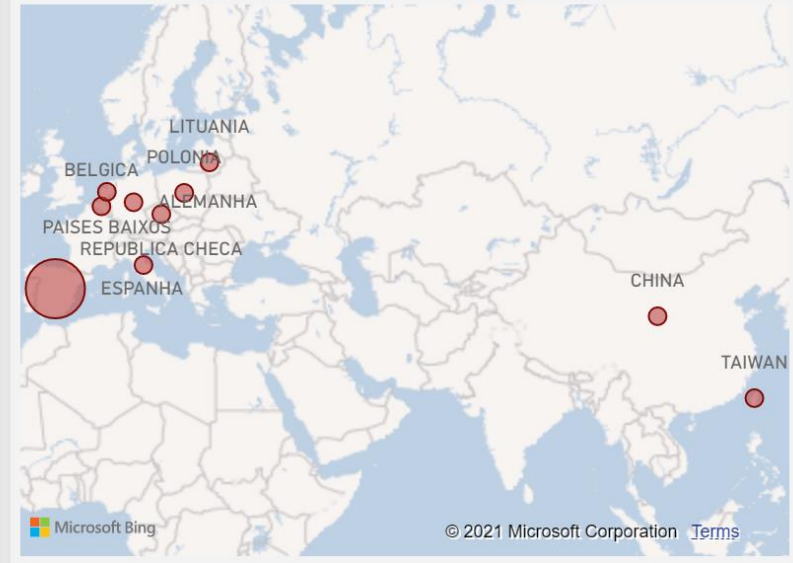 LITUANIA
POLONIA
BELGICA
ALEMANHA
PAISES BAIXOS
REPUBLICA CHECA
ESPANHA
CHINA
TAIWAN
Microsoft Bing
© 2021 Microsoft Corporation Terms